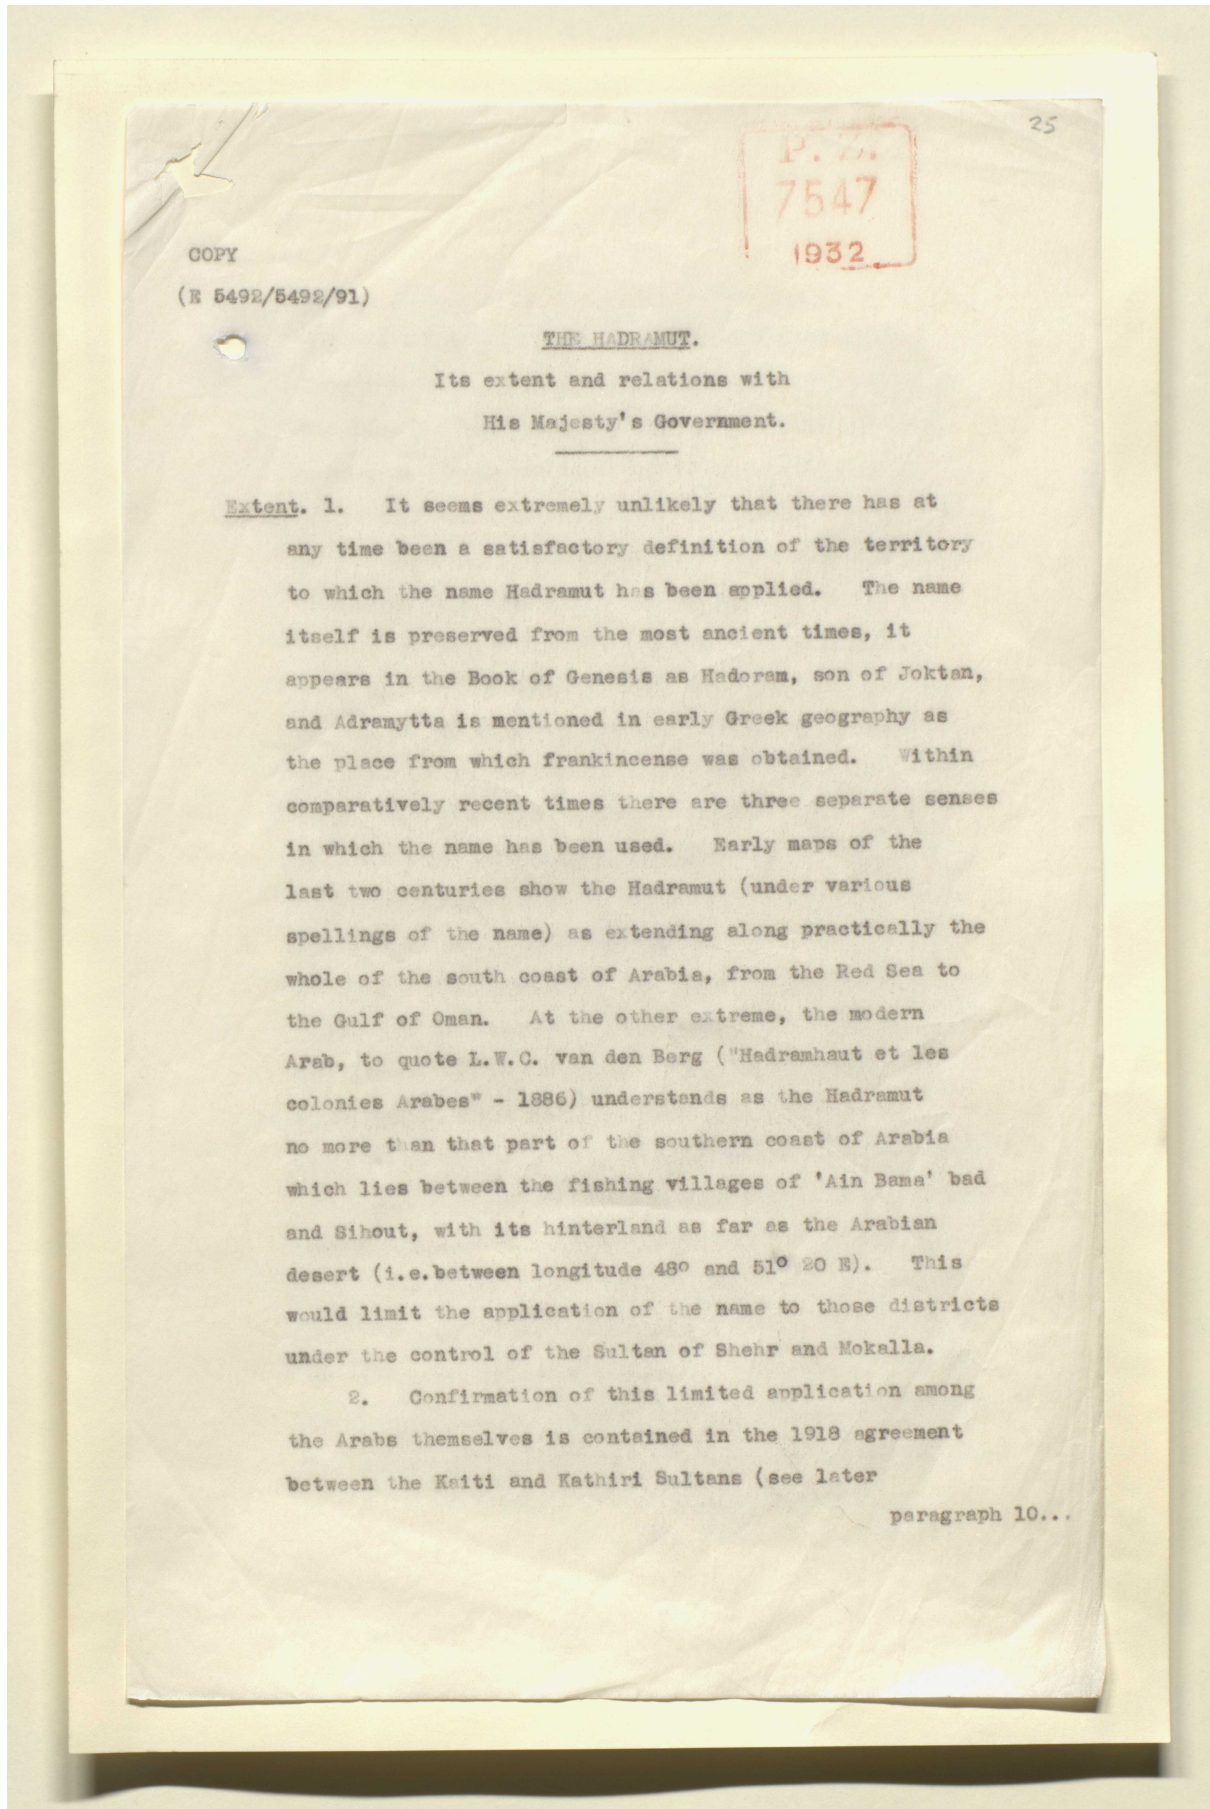 25
P. Z.
7547
1932
COPY
(E 5492/5492/91)
THE HADRAMUT.
Its extent and relations with
His Majesty's Government.
Extent. 1. It seems extremely unlikely that there has at
any time been a satisfactory definition of the territory
to which the name Hadramut has been applied. The name
itself is preserved from the most ancient times, it
appears in the Book of Genesis as Hadoram, son of Joktan,
and Adramytta is mentioned in early Greek geography as
the place from which frankincense was obtained. Within
comparatively recent times there are three separate senses
in which the name has been used. Early maps of the
last two centuries show the Hadramut (under various
spellings of the name) as extending along practically the
whole of the south coast of Arabia, from the Red Sea to
the Gulf of Oman. At the other extreme, the modern
Arab, to quote L.W.C. van den Berg ("Hadramhaut et les
colonies Arabes" - 1886) understands as the Hadramut
no more than that part of the southern coast of Arabia
which lies between the fishing villages of 'Ain Bama' bad
and Sihout, with its hinterland as far as the Arabian
desert (i.e.between longitude 48º and 51º 20 E). This
would limit the application of the name to those districts
under the control of the Sultan of Shehr and Mokalla.
2. Confirmation of this limited application among
the Arabs themselves is contained in the 1918 agreement
between the Kaiti and Kathiri Sultans (see later
paragraph 10...